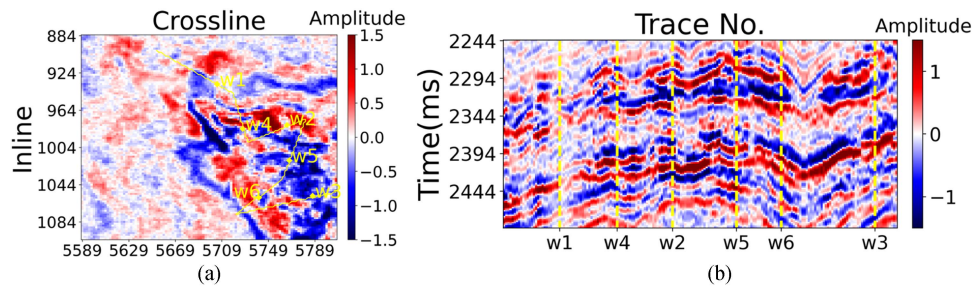 Crossline
Amplitude
Inline
884
924
964
1004
1044
1084
5589
5629
5669
5709
5749
5789
w1
w4
w2
w5
w6
w3
1.5
1.0
0.5
0.0
−0.5
−1.0
−1.5
(a)
Trace No.
Amplitude
Time(ms)
2244
2294
2344
2394
2444
w1
w4
w2
w5
w6
w3
1
0
−1
(b)